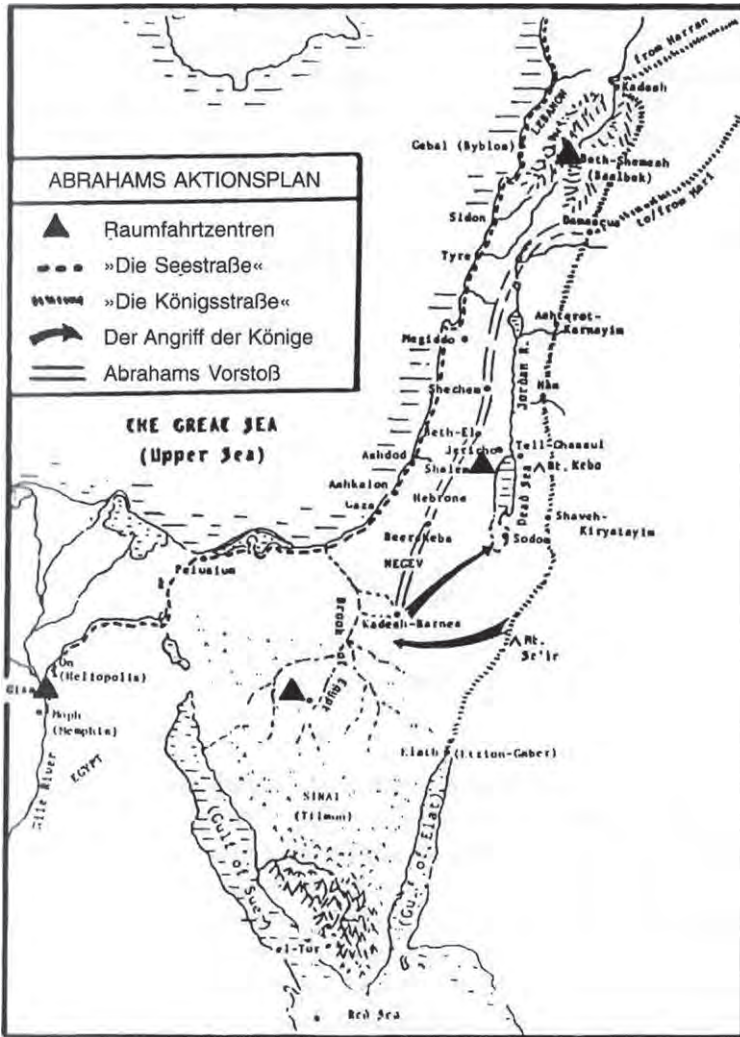 from Harran
Kadesh
LEBANON
Gebal (Byblos)
Beth-Shemesh
(Baalbek)
ABRAHAMS AKTIONSPLAN
Raumfahrtzentren
»Die Seestraße«
»Die Königsstraße«
Der Angriff der Könige
Abrahams Vorstoß
Sidon
Damascus
to/from Mari
Tyre
Ashterot-
Karnayim
Megiddo
Jordan R.
Shechem
Ham
THE GREAT SEA
(Upper Sea)
Beth-El
Jericho
Tell-Ghassul
Ashdod
Shalem
Mt. Nebo
Ashkalon
Gaza
Hebron
Dead Sea
Shaveh-
Kiryatayim
Beersheba
Sodom
NEGEV
Pelusium
Kadesh-Barnea
Brook of
Egypt
Mt.
Se'ir
On
(Heliopolis)
Giza
Moph
(Memphis)
EGYPT
Nile River
Elath (Etzion-Gaber)
SINAI
(Tilmun)
(Gulf of Suez)
(Gulf of Elat)
el-Tor
Red Sea